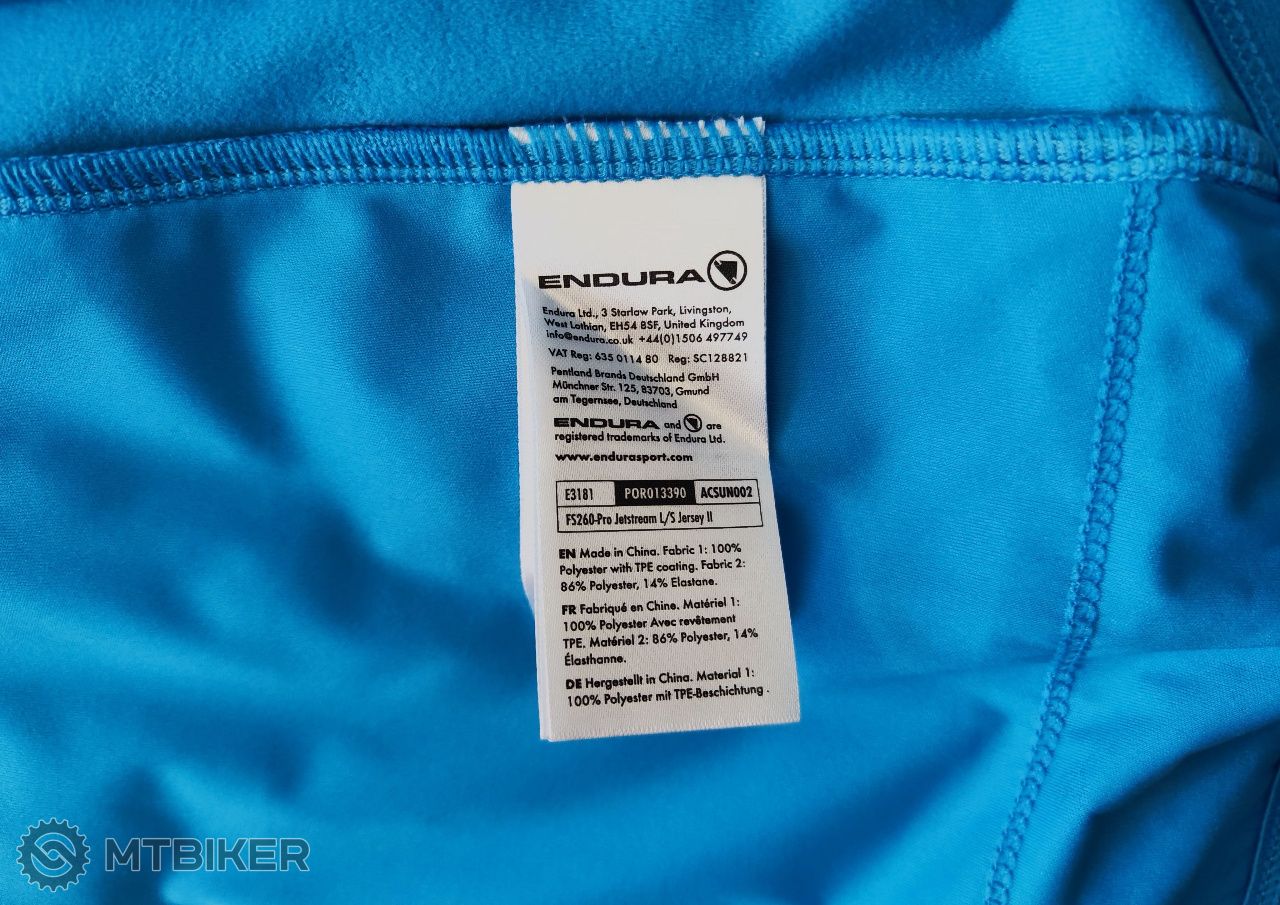 ENDURA
Endura Ltd., 3 Starlaw Park, Livingston,
West Lothian, EH54 8SF, United Kingdom
info@endura.co.uk +44(0)1506 497749
VAT Reg: 635 0114 80 Reg: SC128821
Pentland Brands Deutschland GmbH
Münchner Str. 125, 83703, Gmund
am Tegernsee, Deutschland
ENDURA and are
registered trademarks of Endura Ltd.
www.endurasport.com
E3181 POR013390 ACSUN002
FS260-Pro Jetstream L/S Jersey II
EN Made in China. Fabric 1: 100%
Polyester with TPE coating. Fabric 2:
86% Polyester, 14% Elastane.
FR Fabriqué en Chine. Matériel 1:
100% Polyester Avec revêtement
TPE. Matériel 2: 86% Polyester, 14%
Élasthanne.
DE Hergestellt in China. Material 1:
100% Polyester mit TPE-Beschichtung .
MTBIKER